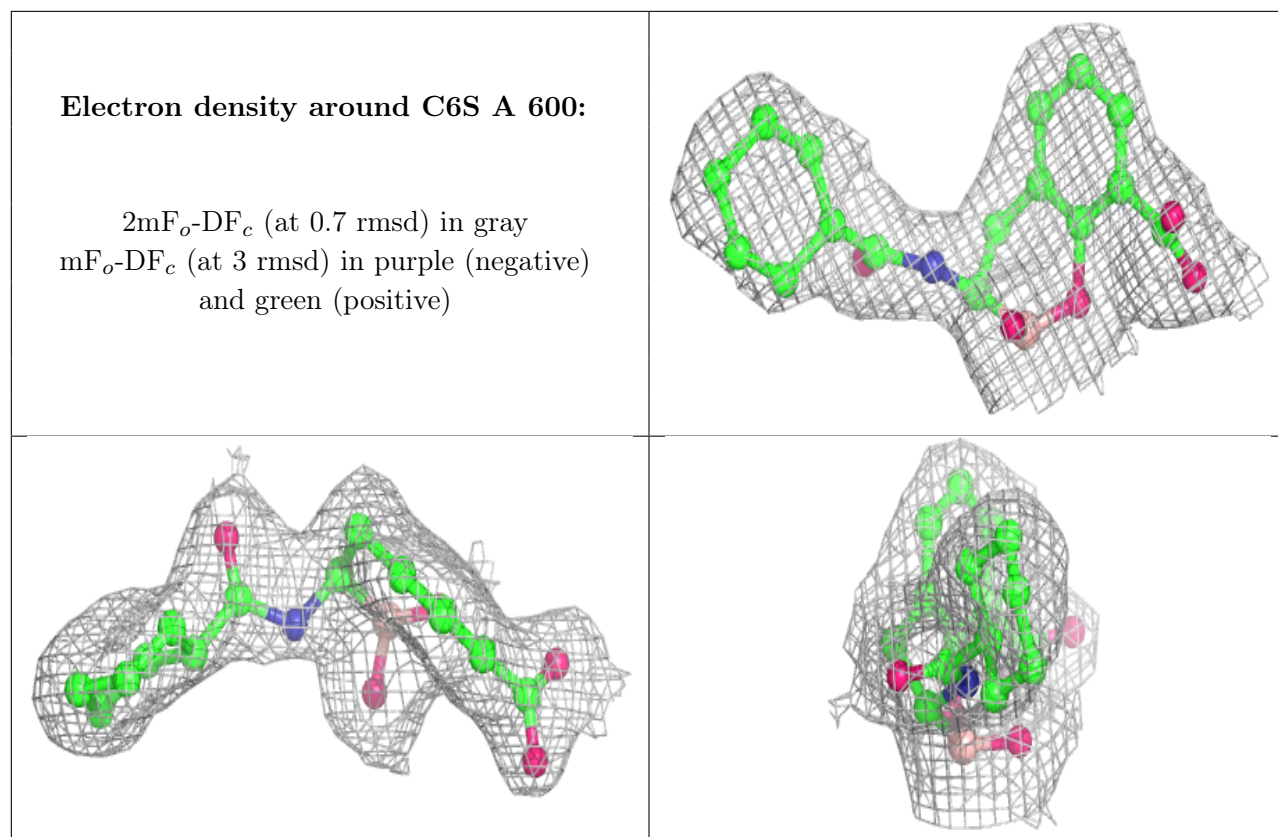 Electron density around C6S A 600:
2mFo-DFc (at 0.7 rmsd) in gray
mFo-DFc (at 3 rmsd) in purple (negative)
and green (positive)